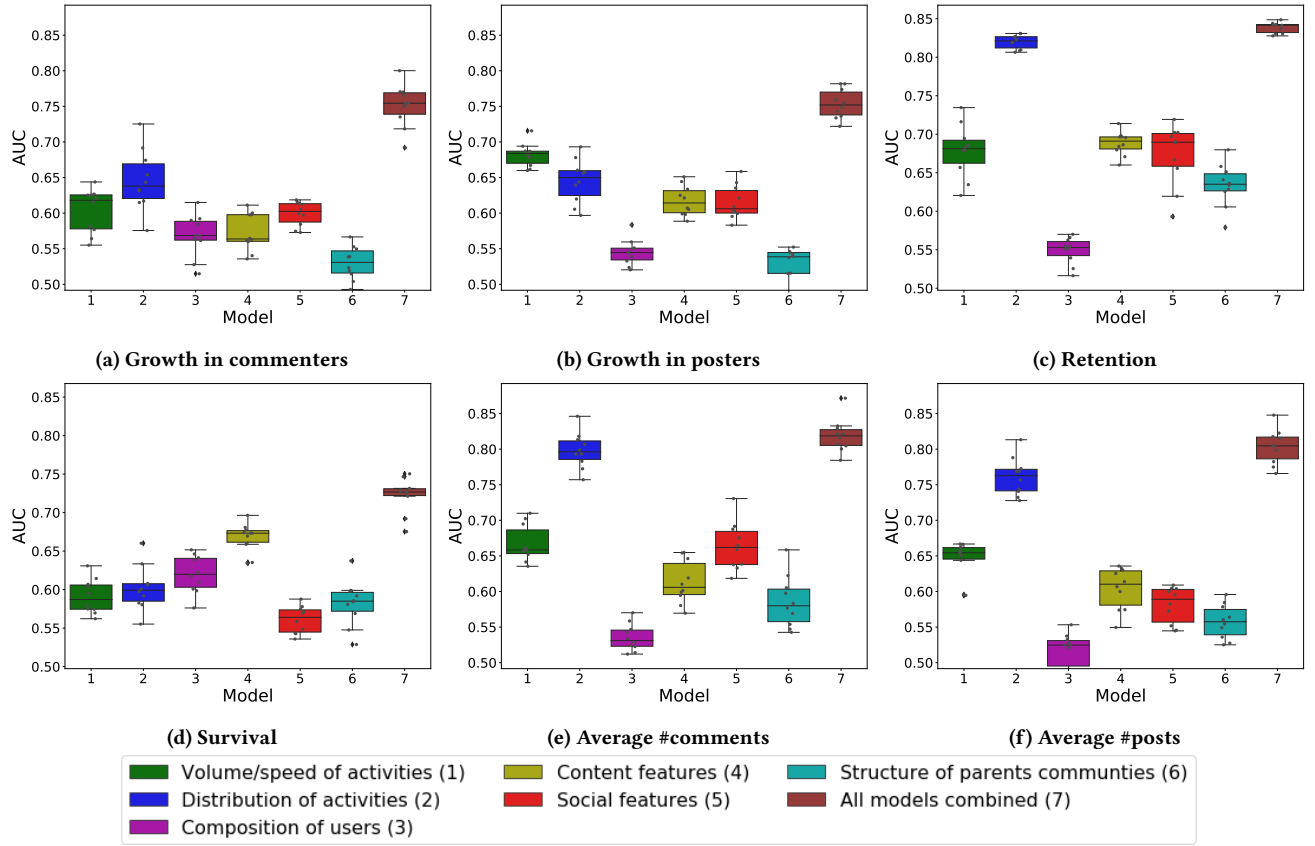 0.85
0.80
0.75
0.70
0.65
0.60
0.55
0.50
AUC
1 2 3 4 5 6 7
Model
(a) Growth in commenters
0.85
0.80
0.75
0.70
0.65
0.60
0.55
0.50
AUC
1 2 3 4 5 6 7
Model
(b) Growth in posters
0.85
0.80
0.75
0.70
0.65
0.60
0.55
0.50
AUC
1 2 3 4 5 6 7
Model
(c) Retention
0.85
0.80
0.75
0.70
0.65
0.60
0.55
0.50
AUC
1 2 3 4 5 6 7
Model
(d) Survival
0.85
0.80
0.75
0.70
0.65
0.60
0.55
0.50
AUC
1 2 3 4 5 6 7
Model
(e) Average #comments
0.85
0.80
0.75
0.70
0.65
0.60
0.55
0.50
AUC
1 2 3 4 5 6 7
Model
(f) Average #posts
Volume/speed of activities (1)
Distribution of activities (2)
Composition of users (3)
Content features (4)
Social features (5)
Structure of parents communties (6)
All models combined (7)